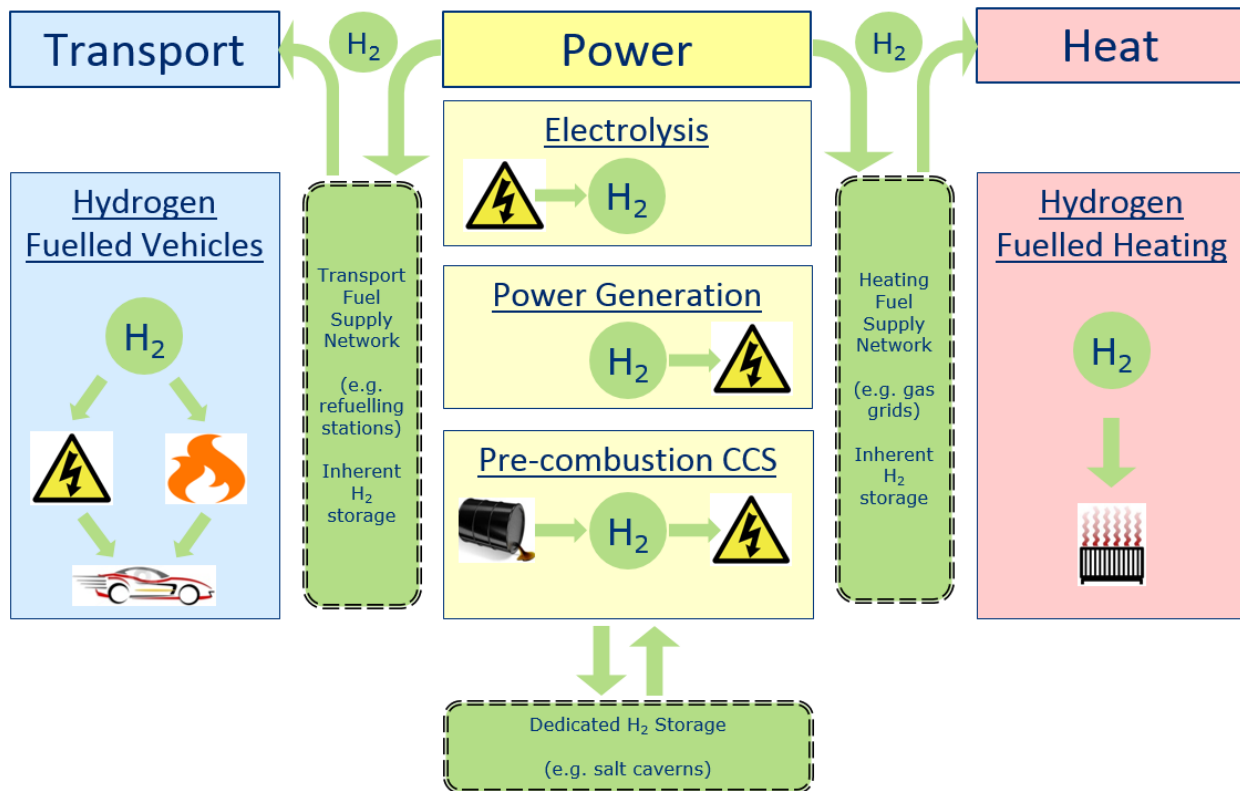 Transport
H₂
Power
H₂
Heat
Hydrogen
Fuelled Vehicles
H₂
Transport
Fuel
Supply
Network
(e.g.
refuelling
stations)
Inherent
H₂
storage
Electrolysis
H₂
Power Generation
H₂
Pre-combustion CCS
H₂
Heating
Fuel
Supply
Network
(e.g. gas
grids)
Inherent
H₂
storage
Hydrogen
Fuelled Heating
H₂
Dedicated H₂ Storage
(e.g. salt caverns)